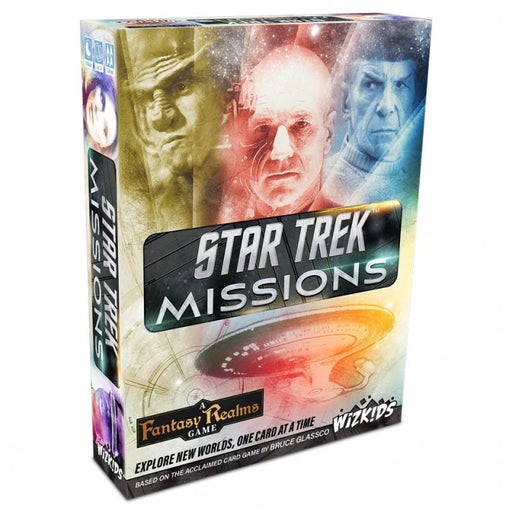 STAR TREK
MISSIONS
A
Fantasy Realms
GAME
EXPLORE NEW WORLDS, ONE CARD AT A TIME
BASED ON THE ACCLAIMED CARD GAME BY BRUCE GLASSCO
WIZKIDS
STAR TREK
MISSIONS
WIZKIDS